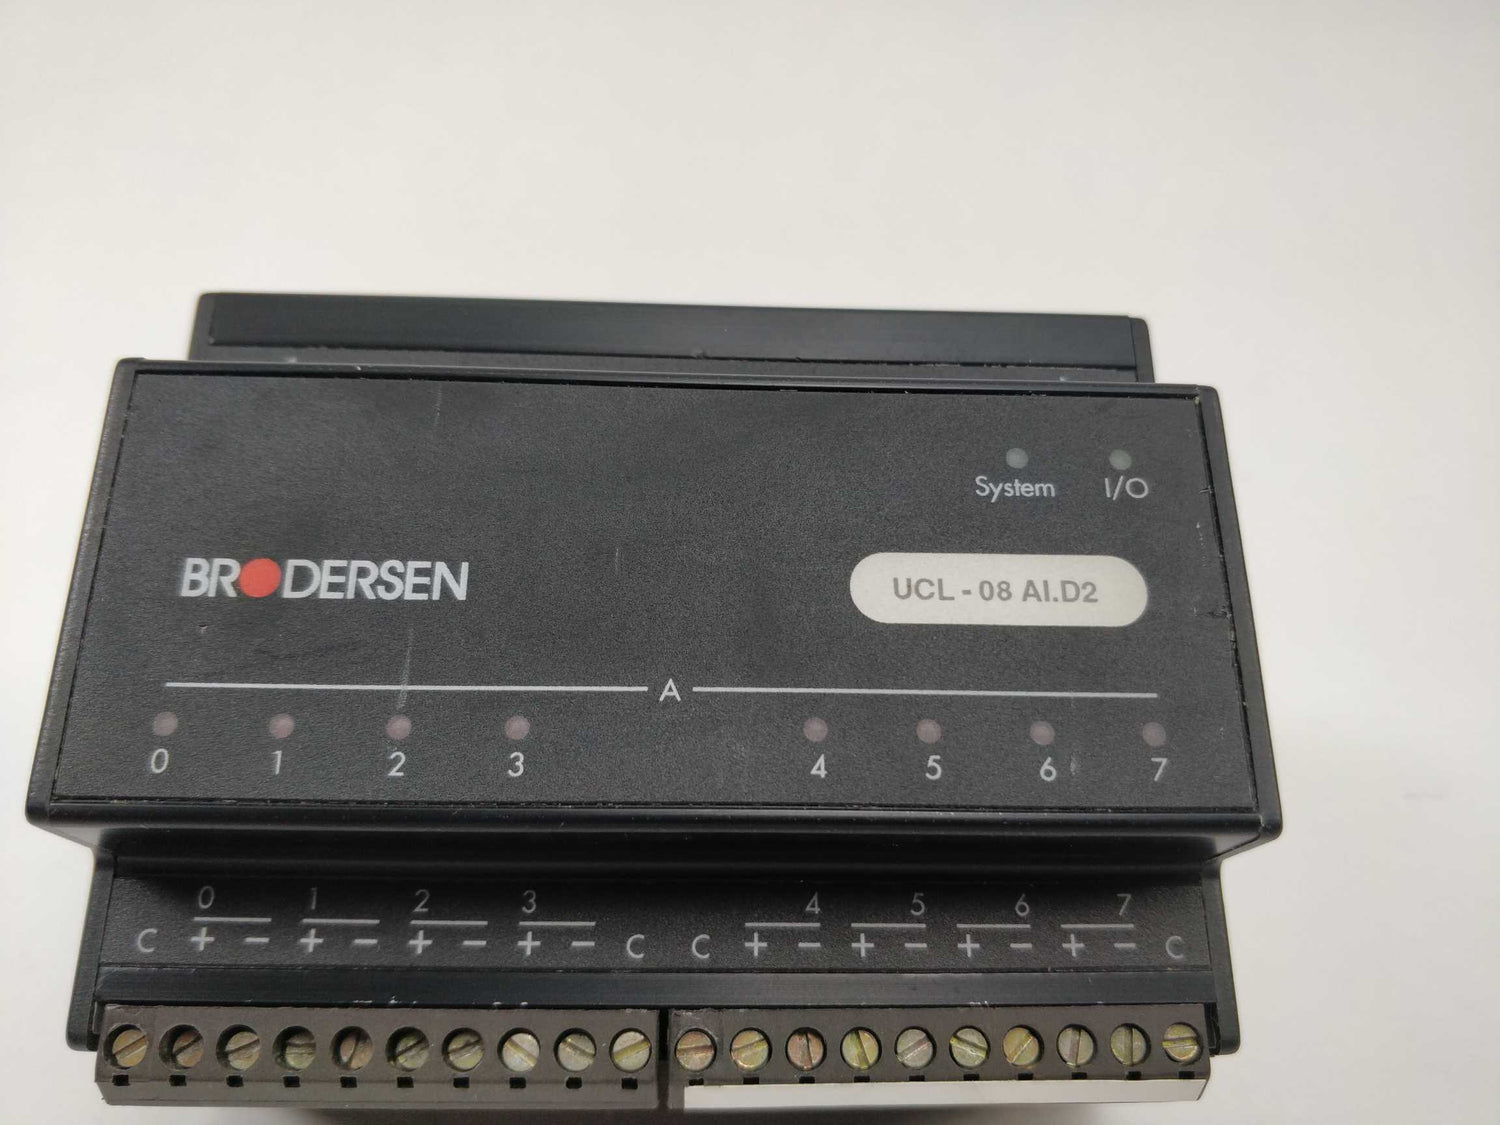 System I/O
BRODERSEN
UCL - 08 AI.D2
A
0 1 2 3 4 5 6 7
0 1 2 3 4 5 6 7
C + - + - + - + - C C + - + - + - + - C